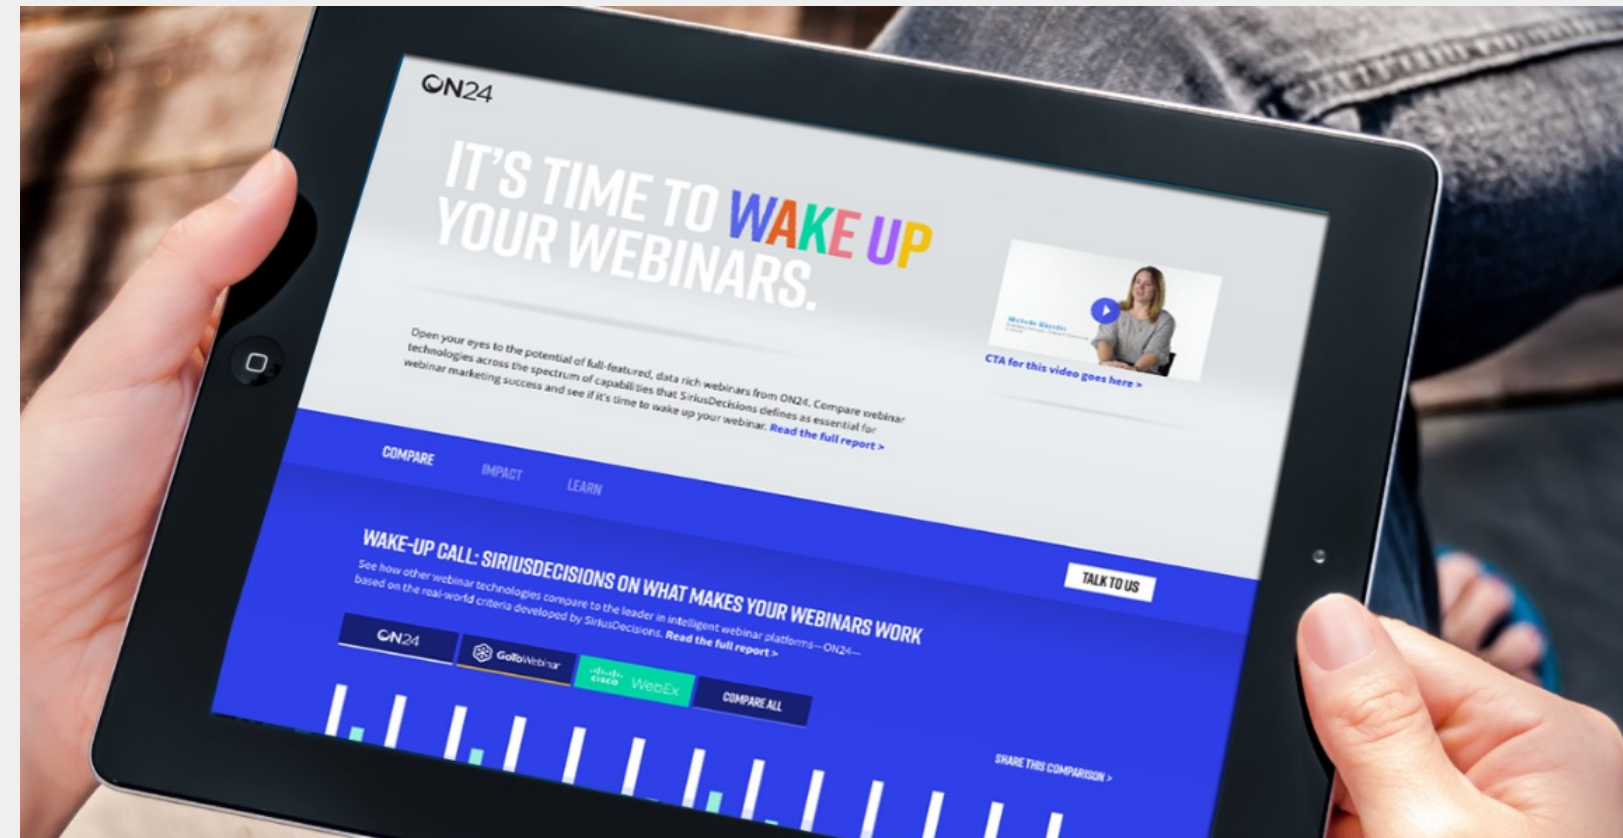 ON24
IT'S TIME TO WAKE UP
YOUR WEBINARS.
Open your eyes to the potential of full-featured, data rich webinars from ON24. Compare webinar
technologies across the spectrum of capabilities that SiriusDecisions defines as essential for
webinar marketing success and see if it's time to wake up your webinar. Read the full report >
CTA for this video goes here >
COMPARE
IMPACT
LEARN
TALK TO US
WAKE-UP CALL: SIRIUSDECISIONS ON WHAT MAKES YOUR WEBINARS WORK
See how other webinar technologies compare to the leader in intelligent webinar platforms—ON24—
based on the real-world criteria developed by SiriusDecisions. Read the full report >
ON24
GoToWebinar
CISCO WebEx
COMPARE ALL
SHARE THIS COMPARISON >